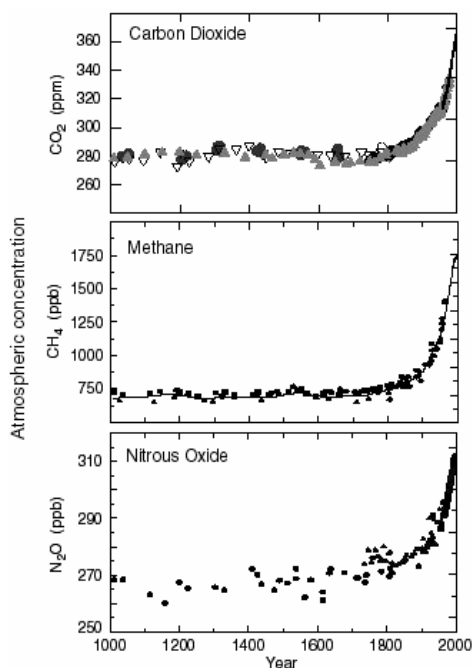 Carbon Dioxide
360
340
320
300
280
260
CO2 (ppm)
Methane
1750
1500
1250
1000
750
CH4 (ppb)
Atmospheric concentration
Nitrous Oxide
310
290
270
250
N2O (ppb)
1000 1200 1400 1600 1800 2000
Year